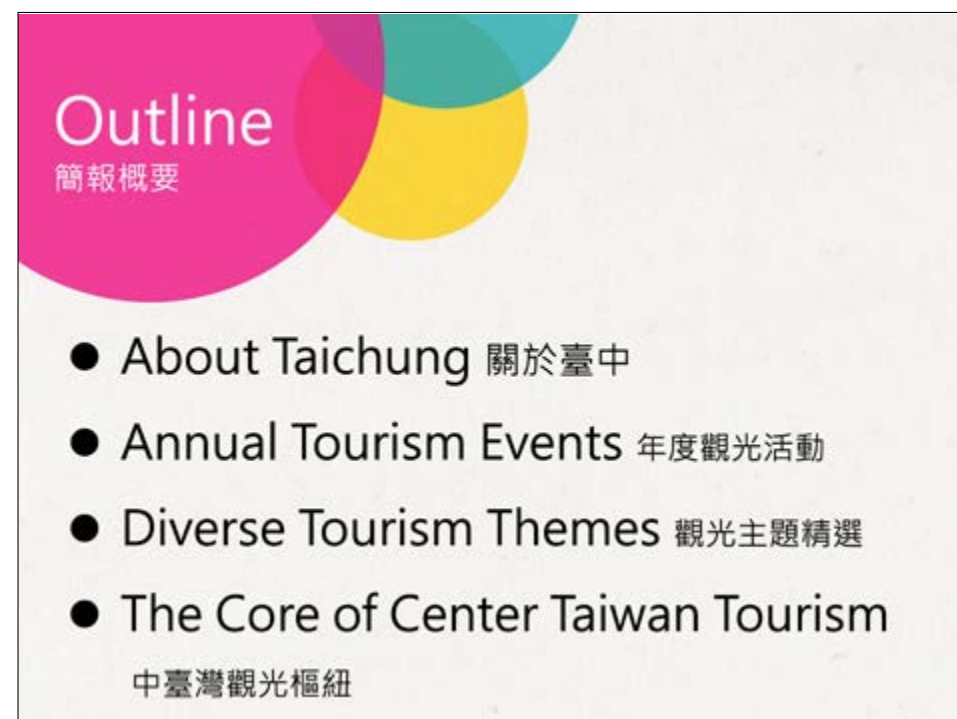 Outline
簡報概要
● About Taichung 關於臺中
● Annual Tourism Events 年度觀光活動
● Diverse Tourism Themes 觀光主題精選
● The Core of Center Taiwan Tourism
中臺灣觀光樞紐